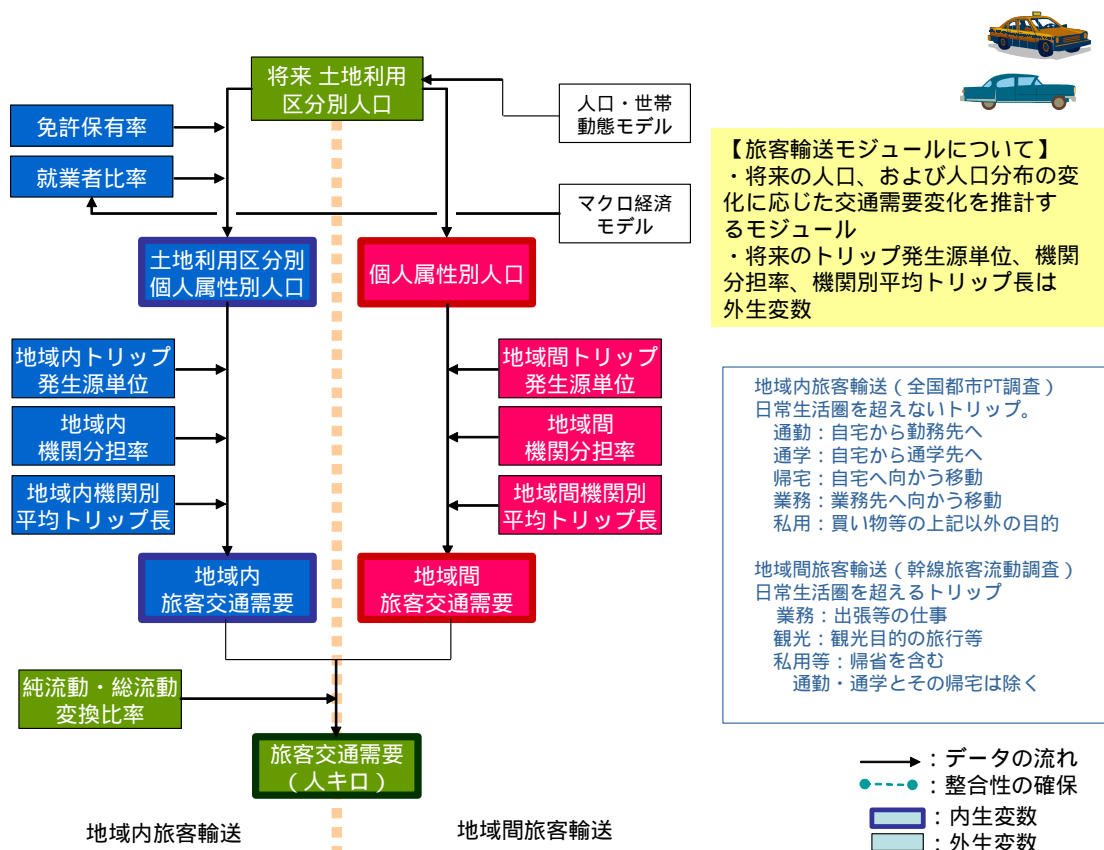 将来 土地利用
区分別人口
人口・世帯
動態モデル
免許保有率
就業者比率
マクロ経済
モデル
土地利用区分別
個人属性別人口
個人属性別人口
地域内トリップ
発生源単位
地域間トリップ
発生源単位
地域内
機関分担率
地域間
機関分担率
地域内機関別
平均トリップ長
地域間機関別
平均トリップ長
地域内
旅客交通需要
地域間
旅客交通需要
純流動・総流動
変換比率
旅客交通需要
（人キロ）
地域内旅客輸送
地域間旅客輸送
【旅客輸送モジュールについて】
・将来の人口、および人口分布の変
化に応じた交通需要変化を推計す
るモジュール
・将来のトリップ発生源単位、機関
分担率、機関別平均トリップ長は
外生変数
地域内旅客輸送（全国都市PT調査）
日常生活圏を超えないトリップ。
通勤：自宅から勤務先へ
通学：自宅から通学先へ
帰宅：自宅へ向かう移動
業務：業務先へ向かう移動
私用：買い物等の上記以外の目的
地域間旅客輸送（幹線旅客流動調査）
日常生活圏を超えるトリップ
業務：出張等の仕事
観光：観光目的の旅行等
私用等：帰省を含む
通勤・通学とその帰宅は除く
：データの流れ
：整合性の確保
：内生変数
：外生変数